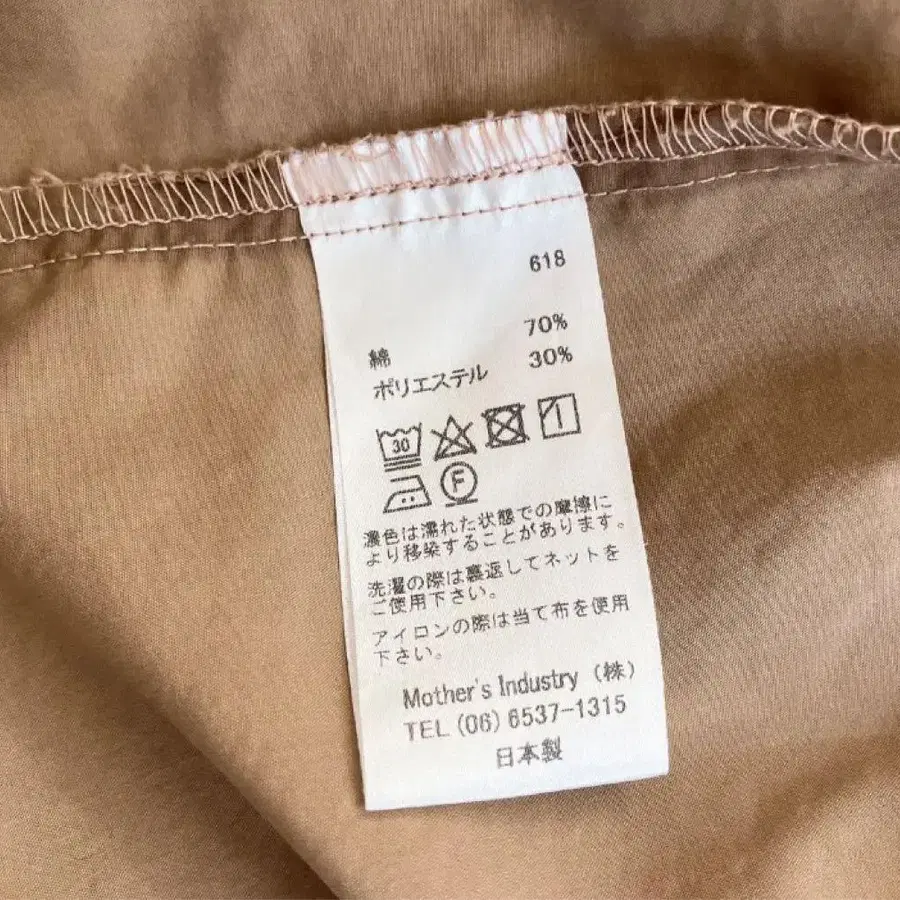 618
綿 70%
ポリエステル 30%
30
F
濃色は濡れた状態での摩擦に
より移染することがあります。
洗濯の際は裏返してネットを
ご使用下さい。
アイロンの際は当て布を使用
下さい。
Mother's Industry (株)
TEL (06) 6537-1315
日本製